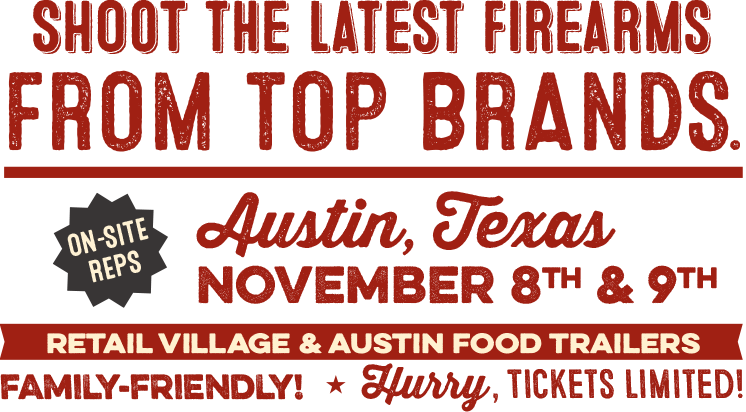 SHOOT THE LATEST FIREARMS
FROM TOP BRANDS.
ON-SITE
REPS
Austin, Texas
NOVEMBER 8TH & 9TH
RETAIL VILLAGE & AUSTIN FOOD TRAILERS
FAMILY-FRIENDLY! ★ Hurry, TICKETS LIMITED!